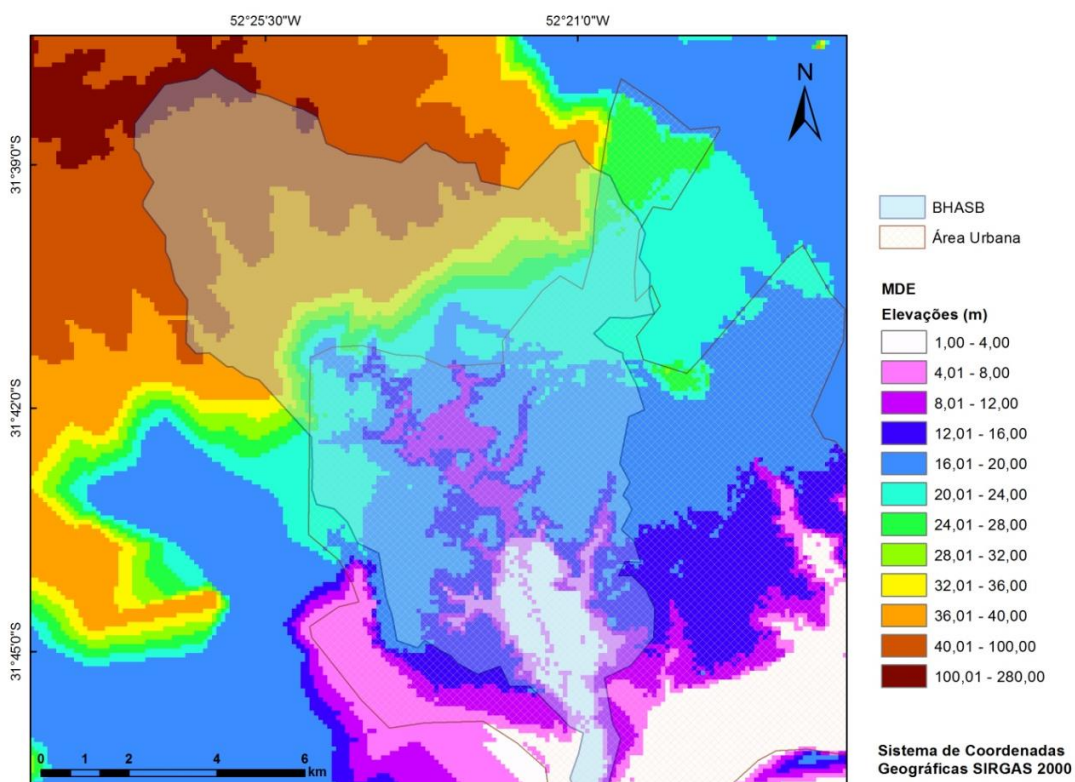 52°25'30"W
52°21'0"W
N
31°39'0"S
31°42'0"S
31°45'0"S
BHASB
Área Urbana
MDE
Elevações (m)
1,00 - 4,00
4,01 - 8,00
8,01 - 12,00
12,01 - 16,00
16,01 - 20,00
20,01 - 24,00
24,01 - 28,00
28,01 - 32,00
32,01 - 36,00
36,01 - 40,00
40,01 - 100,00
100,01 - 280,00
0 1 2 4 6
km
Sistema de Coordenadas
Geográficas SIRGAS 2000